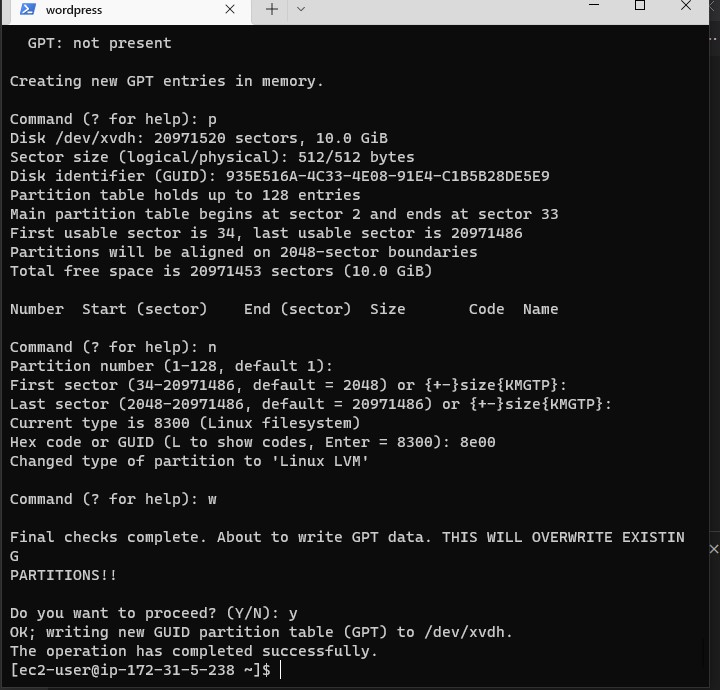 wordpress
GPT: not present
Creating new GPT entries in memory.
Command (? for help): p
Disk /dev/xvdh: 20971520 sectors, 10.0 GiB
Sector size (logical/physical): 512/512 bytes
Disk identifier (GUID): 935E516A-4C33-4E08-91E4-C1B5B28DE5E9
Partition table holds up to 128 entries
Main partition table begins at sector 2 and ends at sector 33
First usable sector is 34, last usable sector is 20971486
Partitions will be aligned on 2048-sector boundaries
Total free space is 20971453 sectors (10.0 GiB)
Number  Start (sector)    End (sector)  Size       Code  Name
Command (? for help): n
Partition number (1-128, default 1):
First sector (34-20971486, default = 2048) or {+-}size{KMGTP}:
Last sector (2048-20971486, default = 20971486) or {+-}size{KMGTP}:
Current type is 8300 (Linux filesystem)
Hex code or GUID (L to show codes, Enter = 8300): 8e00
Changed type of partition to 'Linux LVM'
Command (? for help): w
Final checks complete. About to write GPT data. THIS WILL OVERWRITE EXISTIN
G
PARTITIONS!!
Do you want to proceed? (Y/N): y
OK; writing new GUID partition table (GPT) to /dev/xvdh.
The operation has completed successfully.
[ec2-user@ip-172-31-5-238 ~]$